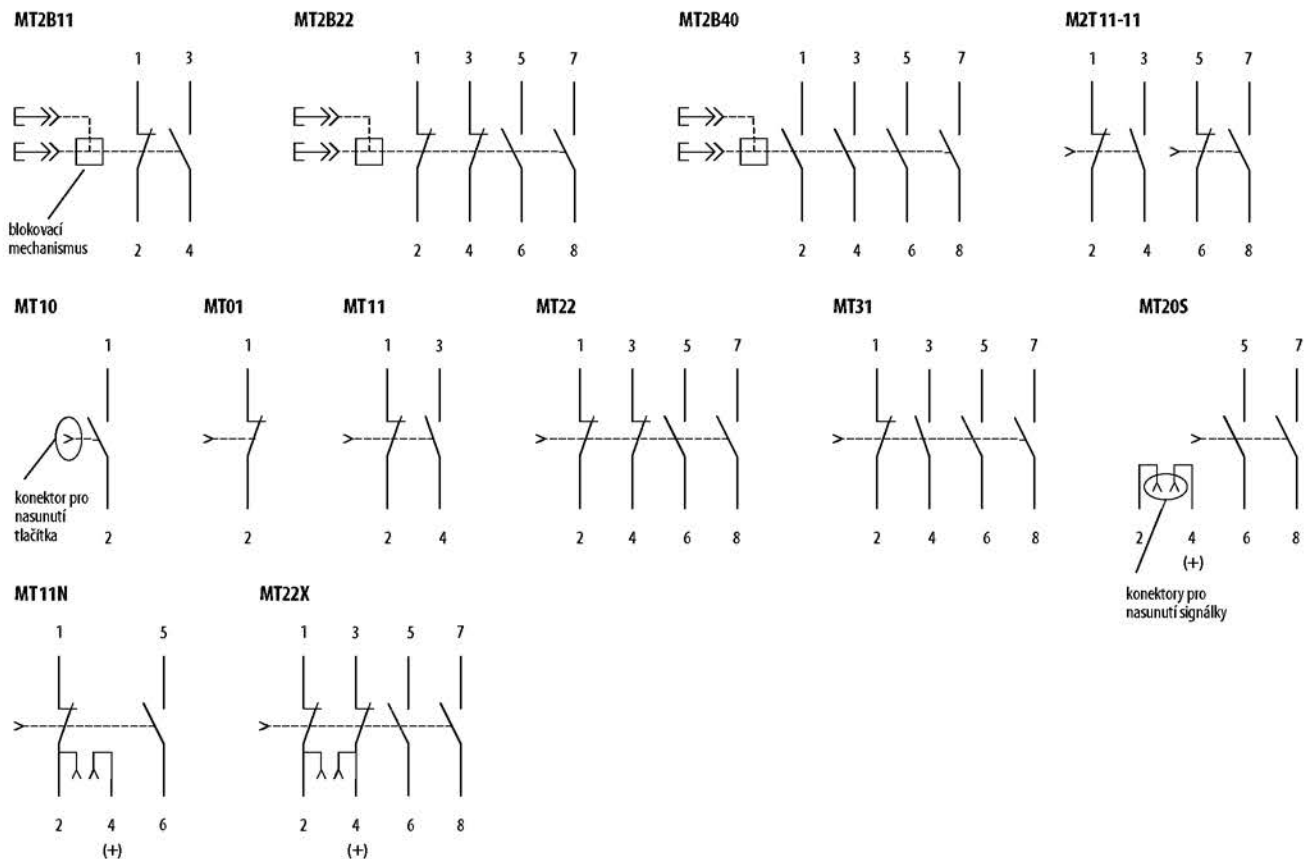 MT2B11 MT2B22 MT2B40 M2T11-11
1 3 1 3 5 7 1 3 5 7 1 3 5 7
blokovací
mechanismus
2 4 2 4 6 8 2 4 6 8 2 4 6 8
MT10 MT01 MT11 MT22 MT31 MT20S
1 1 1 3 1 3 5 7 1 3 5 7 5 7
konektor pro
nasunutí
tlačítka
2 2 2 4 2 4 6 8 2 4 6 8 2 4 6 8
(+)
konektory pro
nasunutí signálky
MT11N MT22X
1 5 1 3 5 7
2 4 6 2 4 6 8
(+) (+)